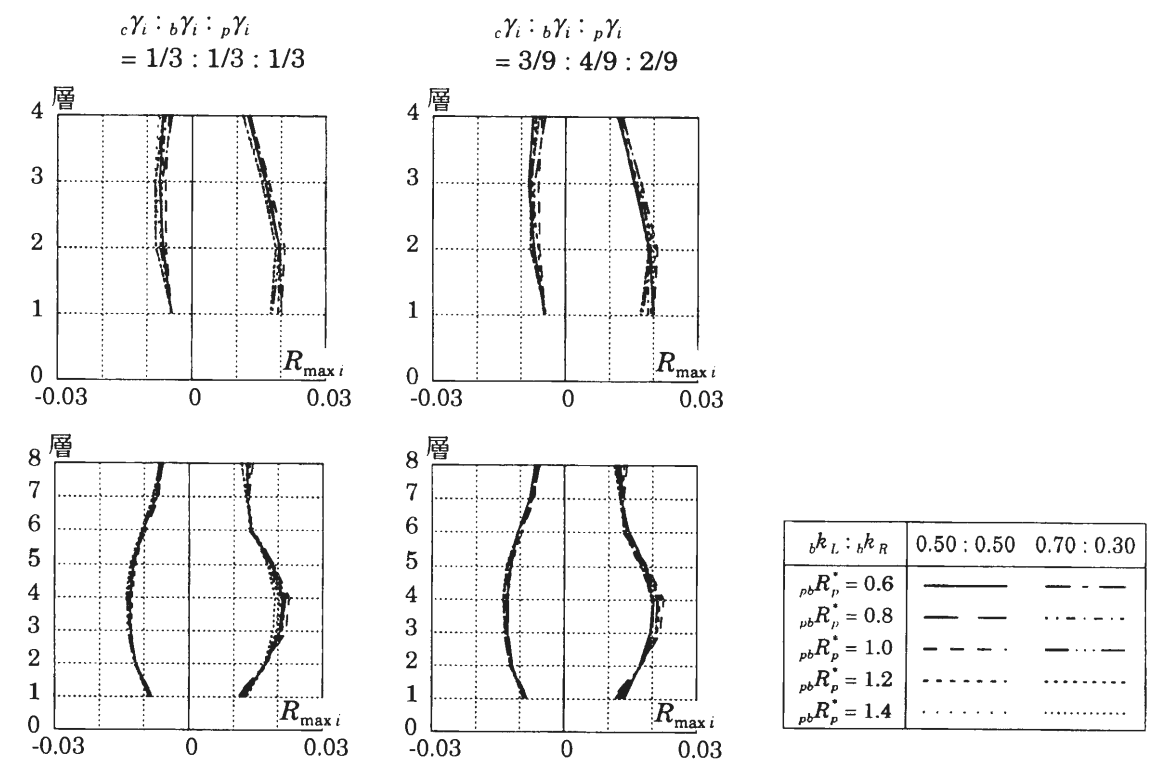 cγi : bγi : pγi
= 1/3 : 1/3 : 1/3
cγi : bγi : pγi
= 3/9 : 4/9 : 2/9
層
4
3
2
1
0
-0.03 0 0.03
Rmax i
層
4
3
2
1
0
-0.03 0 0.03
Rmax i
層
8
7
6
5
4
3
2
1
0
-0.03 0 0.03
Rmax i
層
8
7
6
5
4
3
2
1
0
-0.03 0 0.03
Rmax i
bkL : bkR 0.50 : 0.50 0.70 : 0.30
pbR*p = 0.6
pbR*p = 0.8
pbR*p = 1.0
pbR*p = 1.2
pbR*p = 1.4